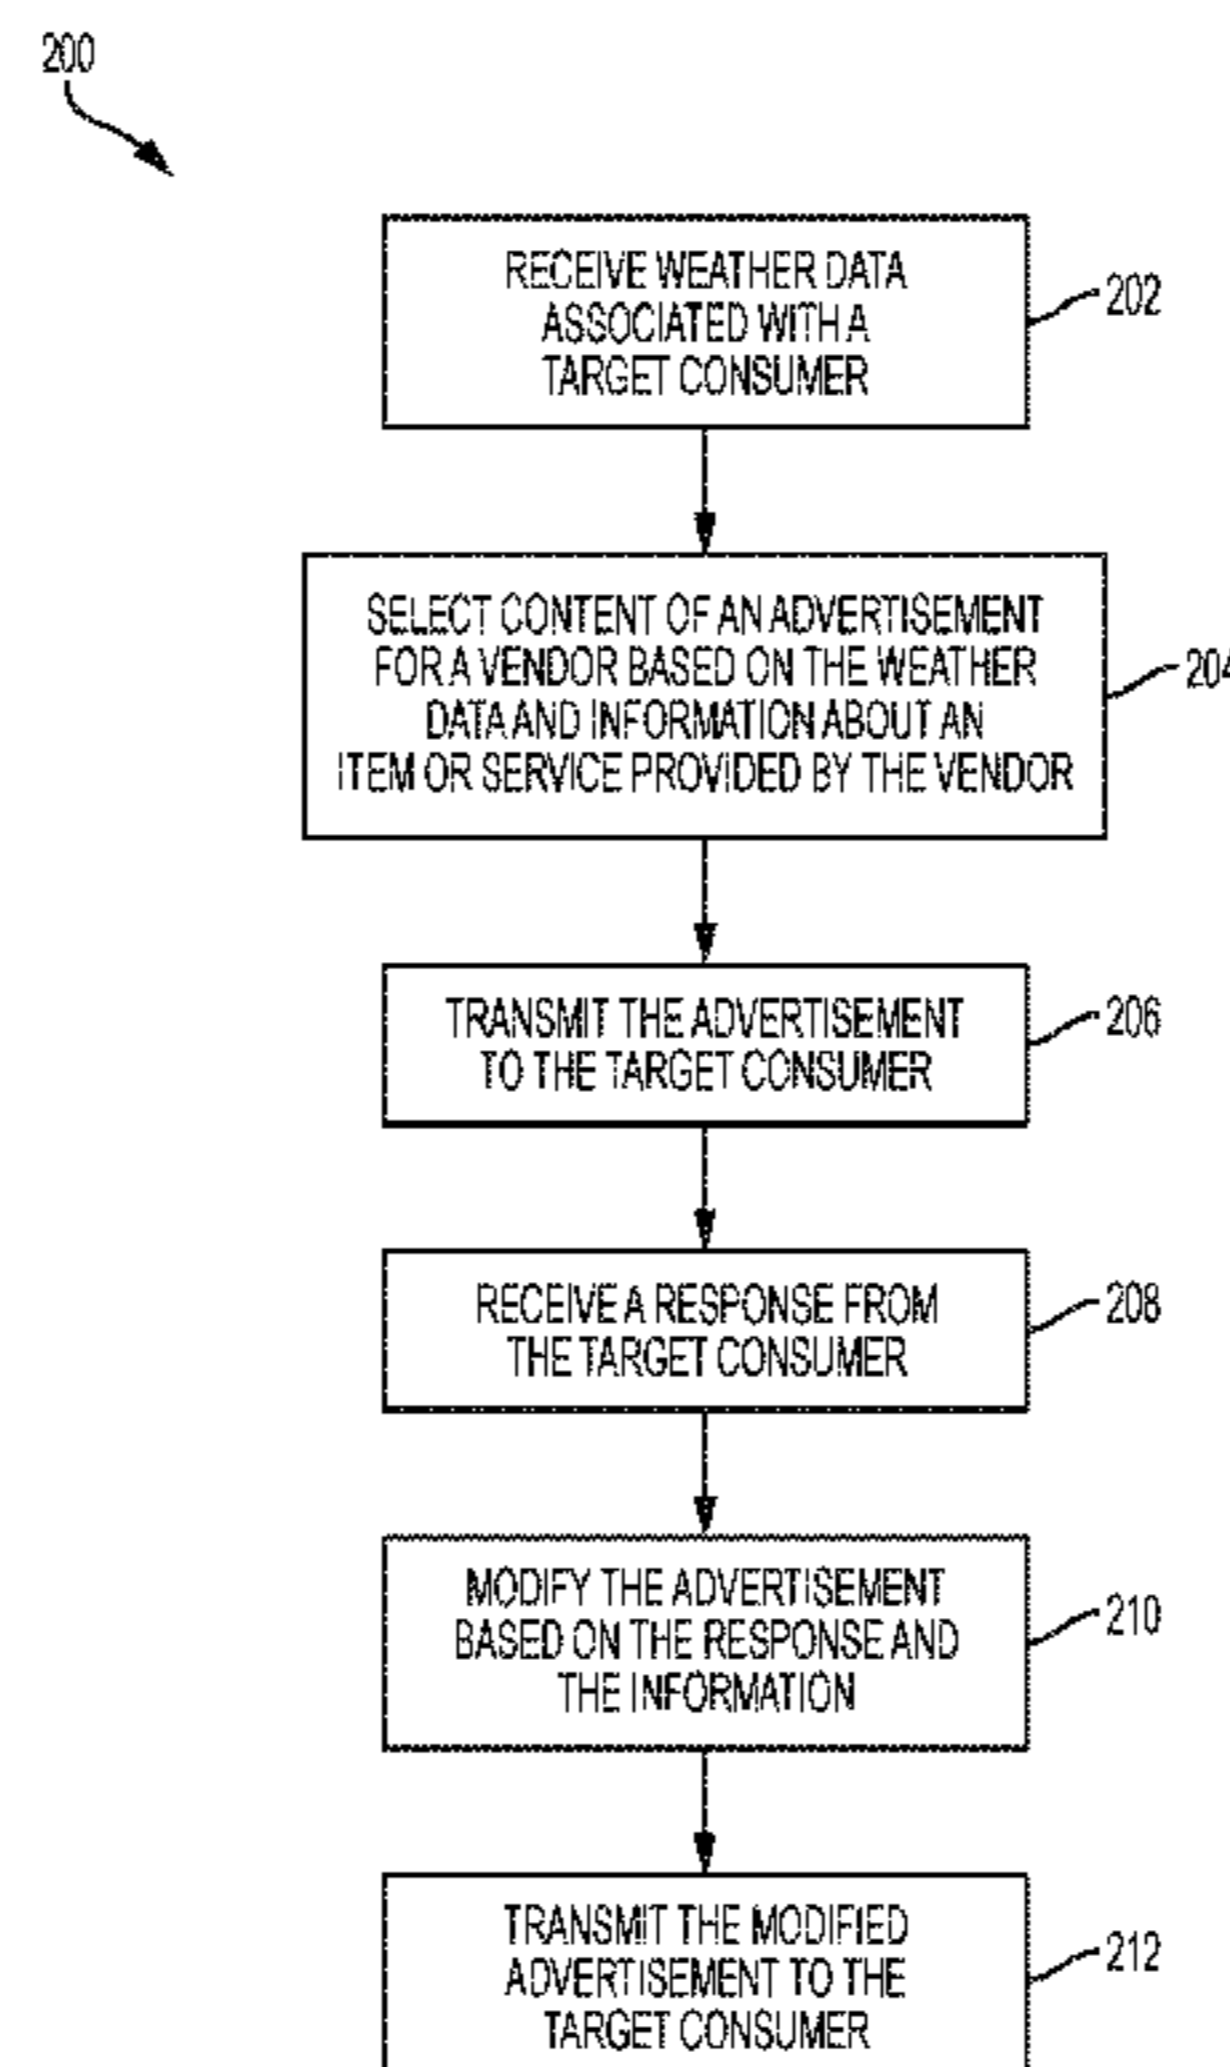 200
RECEIVE WEATHER DATA
ASSOCIATED WITH A
TARGET CONSUMER
202
SELECT CONTENT OF AN ADVERTISEMENT
FOR A VENDOR BASED ON THE WEATHER
DATA AND INFORMATION ABOUT AN
ITEM OR SERVICE PROVIDED BY THE VENDOR
204
TRANSMIT THE ADVERTISEMENT
TO THE TARGET CONSUMER
206
RECEIVE A RESPONSE FROM
THE TARGET CONSUMER
208
MODIFY THE ADVERTISEMENT
BASED ON THE RESPONSE AND
THE INFORMATION
210
TRANSMIT THE MODIFIED
ADVERTISEMENT TO THE
TARGET CONSUMER
212